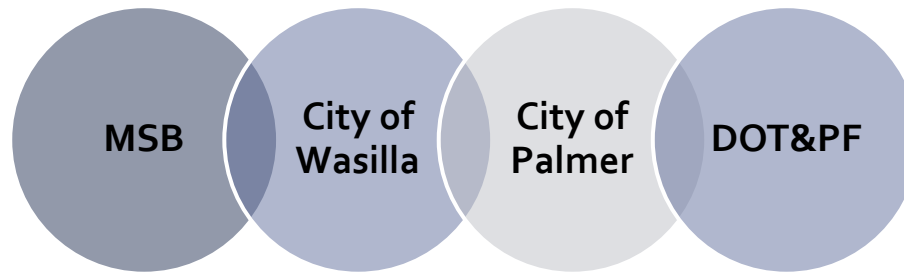 MSB
City of
Wasilla
City of
Palmer
DOT&PF